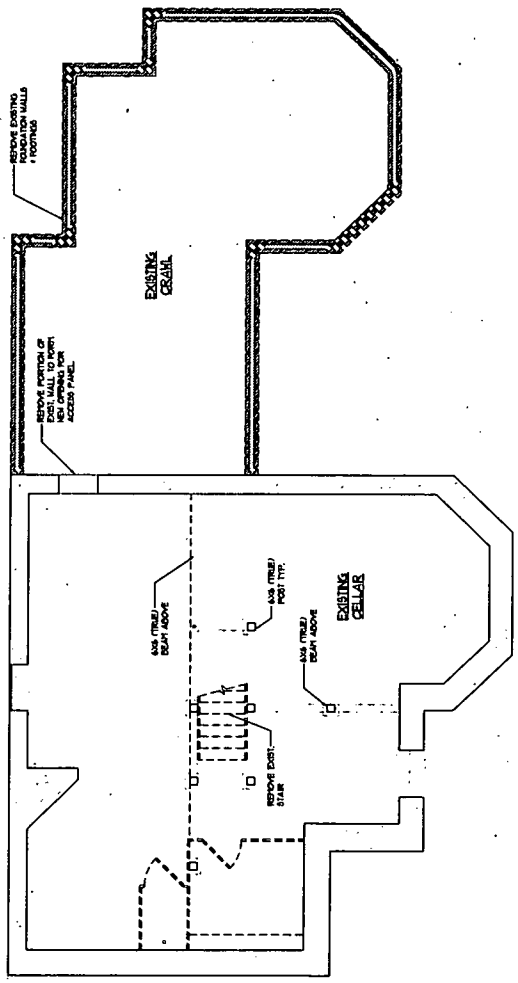 REMOVE EXISTING
FOUNDATION WALLS
& FOOTINGS
EXISTING
CRAWL
REMOVE PORTION OF
EXIST. WALL TO FORM
NEW OPENING FOR
ACCESS PANEL.
6X6 (TRUE)
BEAM ABOVE
6X6 (TRUE)
POST TYP.
EXISTING
CELLAR
6X6 (TRUE)
BEAM ABOVE
REMOVE EXIST.
STAIR